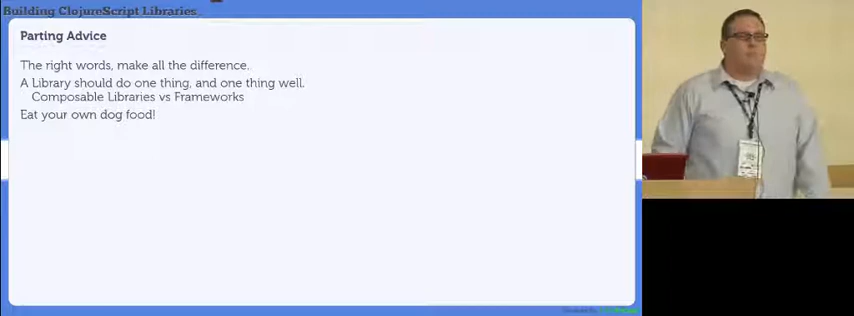 Building ClojureScript Libraries
Parting Advice
The right words, make all the difference.
A Library should do one thing, and one thing well.
Composable Libraries vs Frameworks
Eat your own dog food!